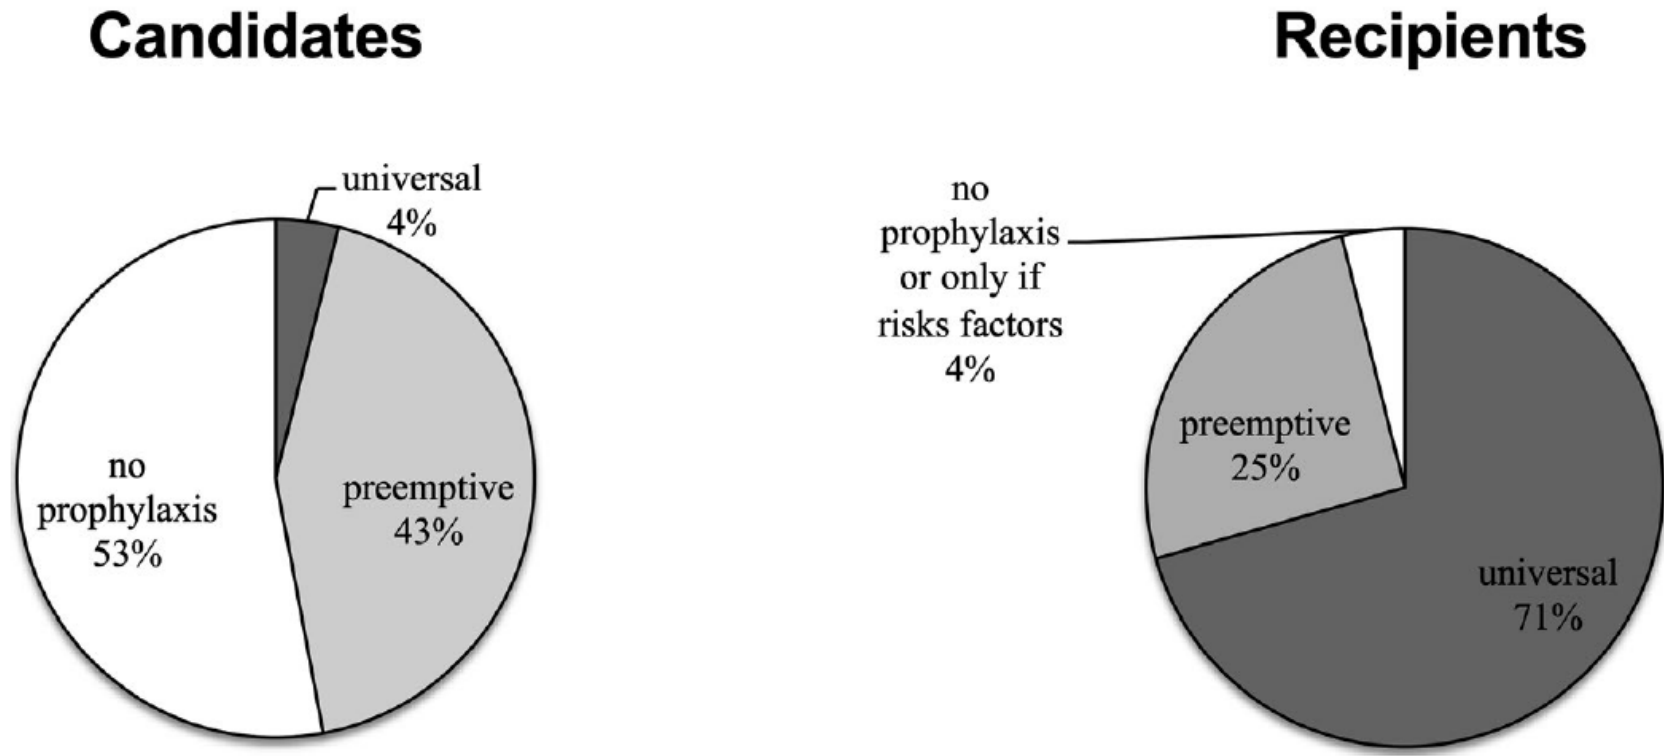 Candidates
universal
4%
preemptive
43%
no
prophylaxis
53%
Recipients
no
prophylaxis
or only if
risks factors
4%
preemptive
25%
universal
71%